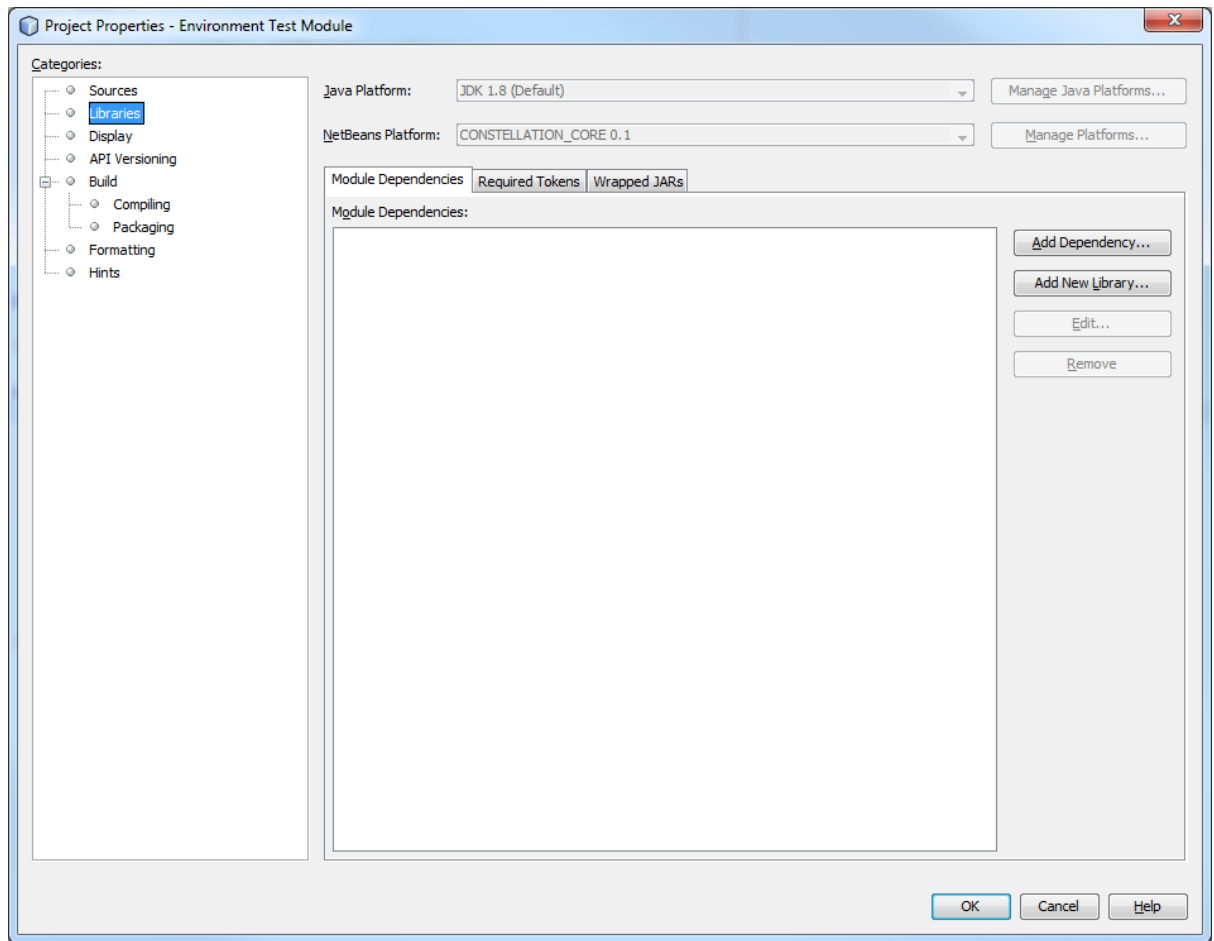 Project Properties - Environment Test Module
Categories:
Sources
Libraries
Display
API Versioning
Build
Compiling
Packaging
Formatting
Hints
Java Platform: JDK 1.8 (Default) Manage Java Platforms...
NetBeans Platform: CONSTELLATION_CORE 0.1 Manage Platforms...
Module Dependencies Required Tokens Wrapped JARs
Module Dependencies:
Add Dependency...
Add New Library...
Edit...
Remove
OK Cancel Help